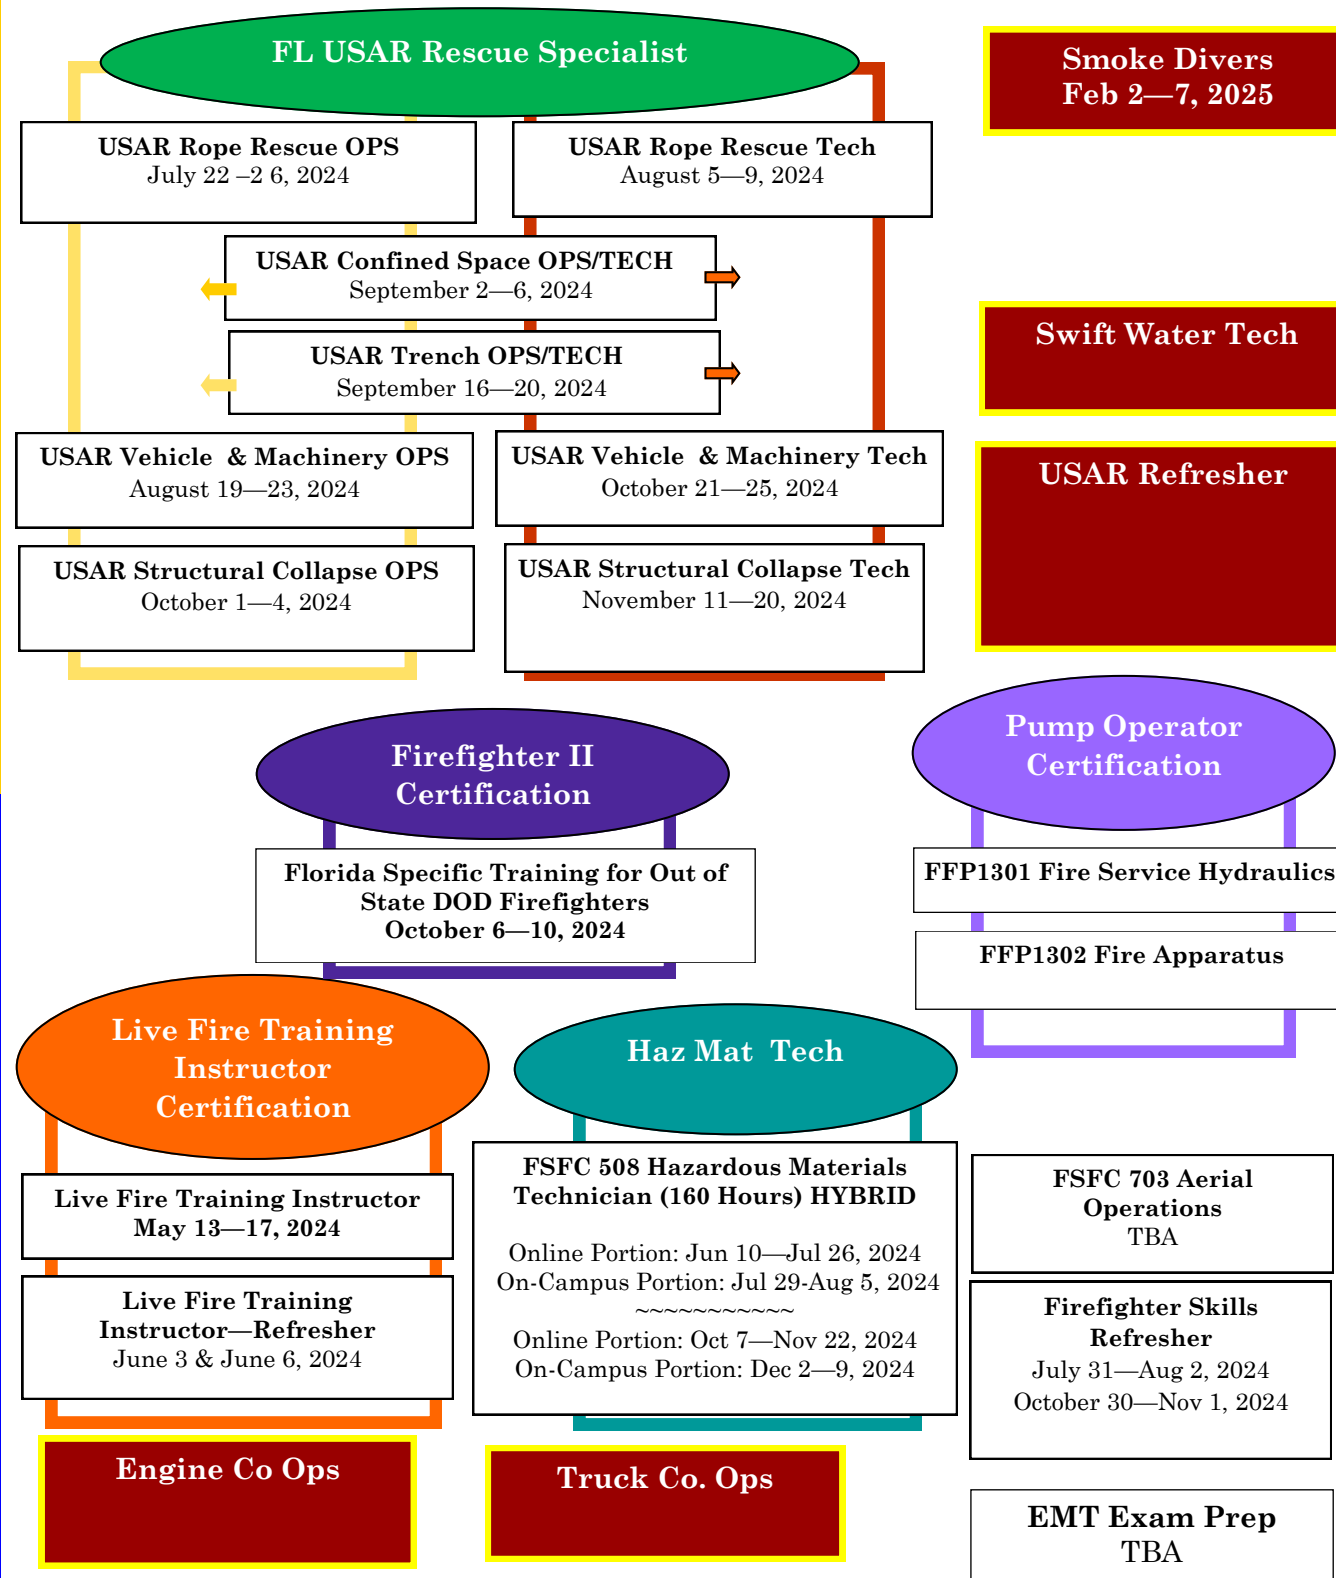 FL USAR Rescue Specialist
USAR Rope Rescue OPS
July 22 –2 6, 2024
USAR Rope Rescue Tech
August 5—9, 2024
USAR Confined Space OPS/TECH
September 2—6, 2024
USAR Trench OPS/TECH
September 16—20, 2024
USAR Vehicle  & Machinery OPS
August 19—23, 2024
USAR Vehicle  & Machinery Tech
October 21—25, 2024
USAR Structural Collapse OPS
October 1—4, 2024
USAR Structural Collapse Tech
November 11—20, 2024
Smoke Divers
Feb 2—7, 2025
Swift Water Tech
USAR Refresher
Firefighter II
Certification
Florida Specific Training for Out of
State DOD Firefighters
October 6—10, 2024
Pump Operator
Certification
FFP1301 Fire Service Hydraulics
FFP1302 Fire Apparatus
Live Fire Training
Instructor
Certification
Live Fire Training Instructor
May 13—17, 2024
Live Fire Training
Instructor—Refresher
June 3 & June 6, 2024
Haz Mat  Tech
FSFC 508 Hazardous Materials
Technician (160 Hours) HYBRID
Online Portion: Jun 10—Jul 26, 2024
On-Campus Portion: Jul 29-Aug 5, 2024
~~~~~~~~~~~
Online Portion: Oct 7—Nov 22, 2024
On-Campus Portion: Dec 2—9, 2024
FSFC 703 Aerial
Operations
TBA
Firefighter Skills
Refresher
July 31—Aug 2, 2024
October 30—Nov 1, 2024
Engine Co Ops
Truck Co. Ops
EMT Exam Prep
TBA